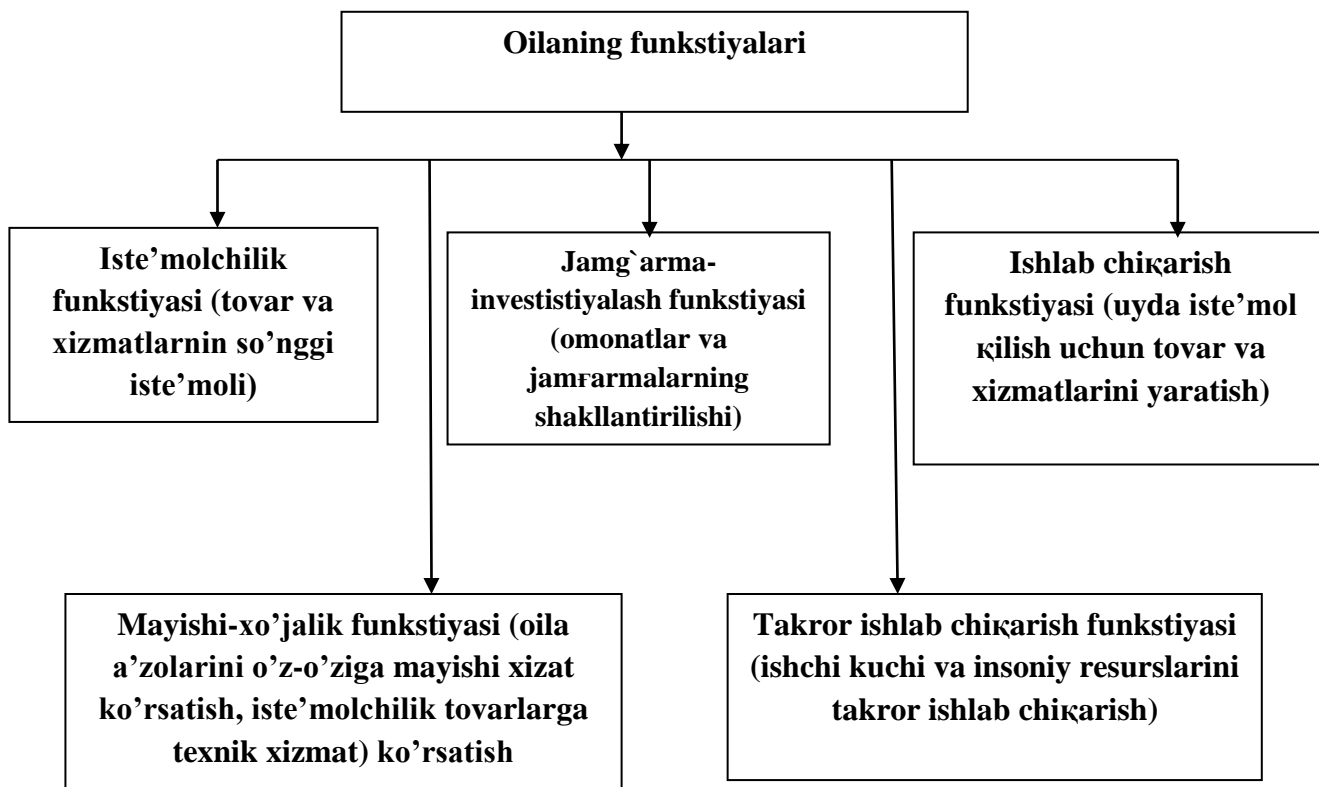 Oilaning funkstiyalari
Iste’molchilik
funkstiyasi (tovar va
xizmatlarnin so’nggi
iste’moli)
Jamg`arma-
investistiyalash funkstiyasi
(omonatlar va
jamғarmalarning
shakllantirilishi)
Ishlab chiқarish
funkstiyasi (uyda iste’mol
қilish uchun tovar va
xizmatlarini yaratish)
Mayishi-xo’jalik funkstiyasi (oila
a’zolarini o’z-o’ziga mayishi xizat
ko’rsatish, iste’molchilik tovarlarga
texnik xizmat) ko’rsatish
Takror ishlab chiқarish funkstiyasi
(ishchi kuchi va insoniy resurslarini
takror ishlab chiқarish)